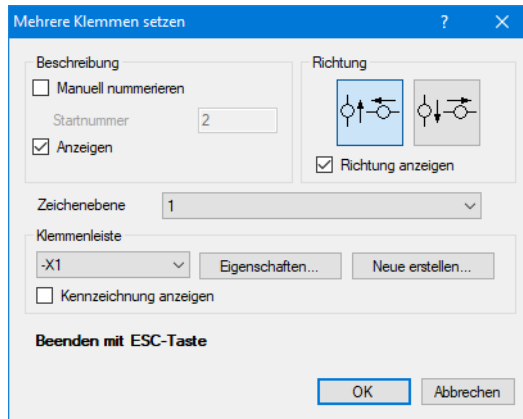 Mehrere Klemmen setzen ?
Beschreibung
Manuell nummerieren
Startnummer 2
Anzeigen
Richtung
Richtung anzeigen
Zeichenebene 1
Klemmenleiste
-X1 Eigenschaften... Neue erstellen...
Kennzeichnung anzeigen
Beenden mit ESC-Taste
OK Abbrechen